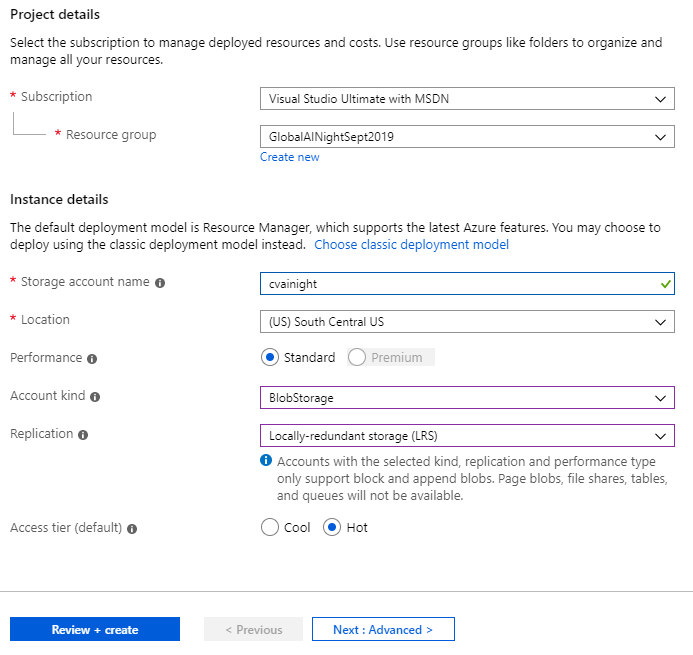 Project details
Select the subscription to manage deployed resources and costs. Use resource groups like folders to organize and
manage all your resources.
* Subscription
Visual Studio Ultimate with MSDN
* Resource group
GlobalAINightSept2019
Create new
Instance details
The default deployment model is Resource Manager, which supports the latest Azure features. You may choose to
deploy using the classic deployment model instead. Choose classic deployment model
* Storage account name
cvainight
* Location
(US) South Central US
Performance
Standard Premium
Account kind
BlobStorage
Replication
Locally-redundant storage (LRS)
Accounts with the selected kind, replication and performance type
only support block and append blobs. Page blobs, file shares, tables,
and queues will not be available.
Access tier (default)
Cool Hot
Review + create
< Previous
Next : Advanced >